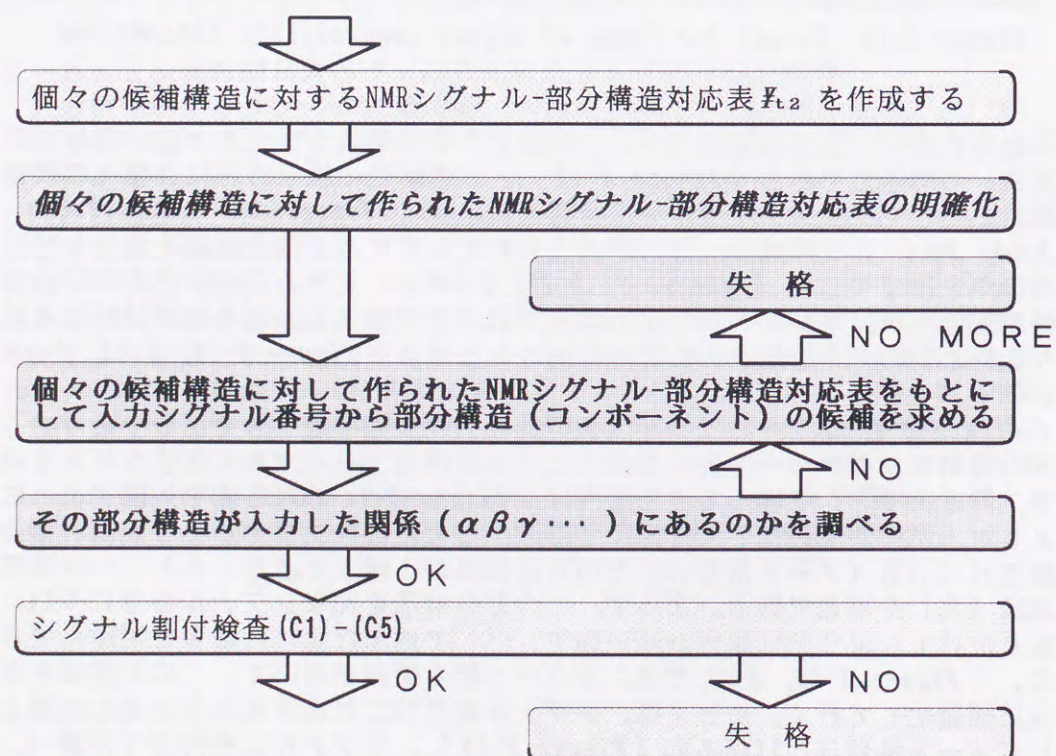 個々の候補構造に対するNMRシグナル-部分構造対応表 ¥t2 を作成する
個々の候補構造に対して作られたNMRシグナル-部分構造対応表の明確化
失 格
NO MORE
個々の候補構造に対して作られたNMRシグナル-部分構造対応表をもとに
して入力シグナル番号から部分構造（コンポーネント）の候補を求める
NO
その部分構造が入力した関係（αβγ···）にあるのかを調べる
OK
シグナル割付検査(C1)-(C5)
OK
NO
失 格